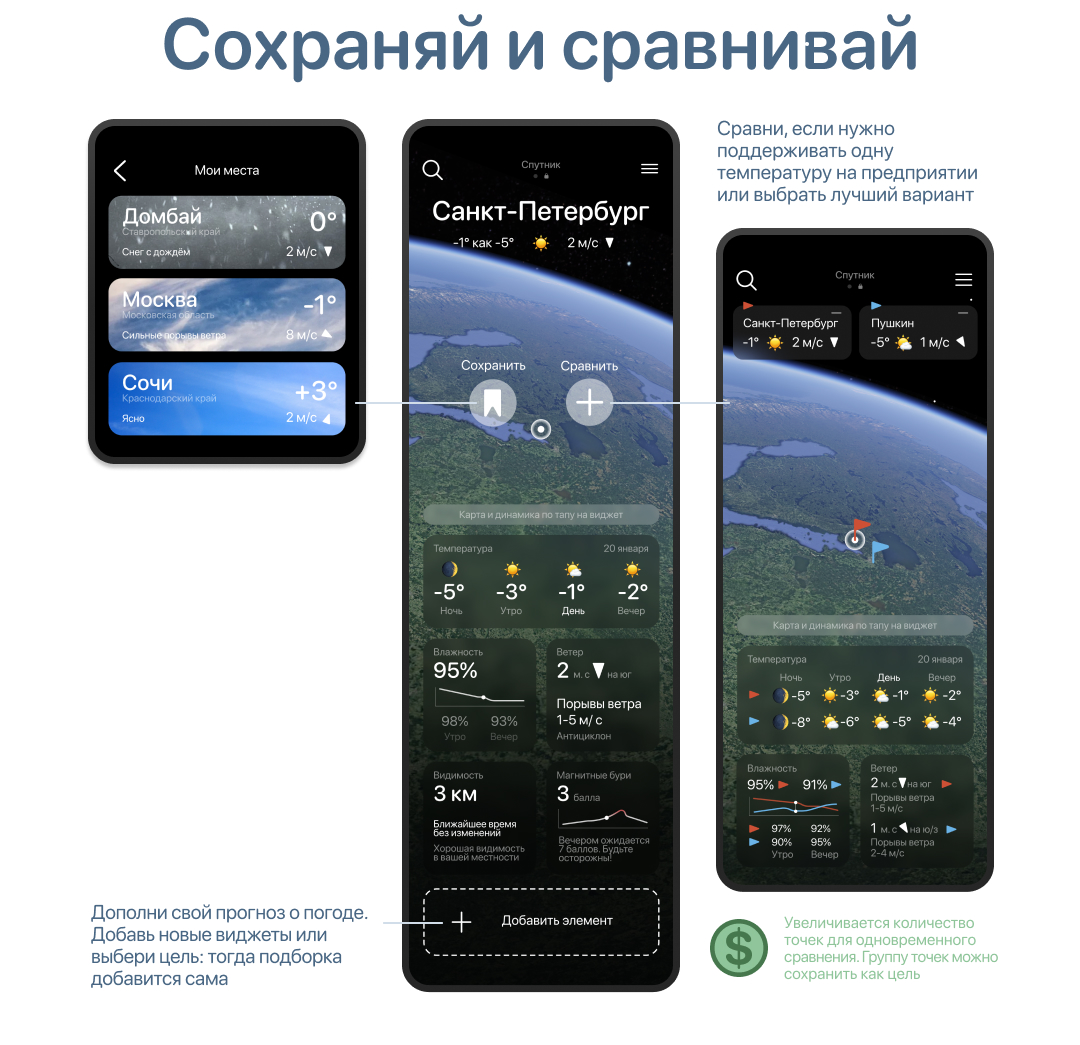 Сохраняй и сравнивай
Мои места
Домбай
0°
Ставропольский край
Снег с дождём
2 м/с
Москва
-1°
Московская область
Сильные порывы ветра
8 м/с
Сочи
+3°
Краснодарский край
Ясно
2 м/с
Спутник
Санкт-Петербург
-1° как -5°
2 м/с
Сохранить
Сравнить
Карта и динамика по тапу на виджет
Температура
20 января
-5° -3° -1° -2°
Ночь Утро День Вечер
Влажность
95%
98% 93%
Утро Вечер
Ветер
2 м. с на юг
Порывы ветра
1-5 м/ с
Антициклон
Видимость
3 км
Ближайшее время
без изменений
Хорошая видимость
в вашей местности
Магнитные бури
3 балла
Вечером ожидается
7 баллов. Будьте
осторожны!
Добавить элемент
Сравни, если нужно
поддерживать одну
температуру на предприятии
или выбрать лучший вариант
Спутник
Санкт-Петербург
-1° 2 м/с
Пушкин
-5° 1 м/с
Карта и динамика по тапу на виджет
Температура
20 января
Ночь Утро День Вечер
-5° -3° -1° -2°
-8° -6° -5° -4°
Влажность
95% 91%
97% 92%
90% 95%
Утро Вечер
Ветер
2 м. с на юг
Порывы ветра
1-5 м/с
1 м. с на ю/з
Порывы ветра
2-4 м/с
Дополни свой прогноз о погоде.
Добавь новые виджеты или
выбери цель: тогда подборка
добавится сама
$
Увеличивается количество
точек для одновременного
сравнения. Группу точек можно
сохранить как цель